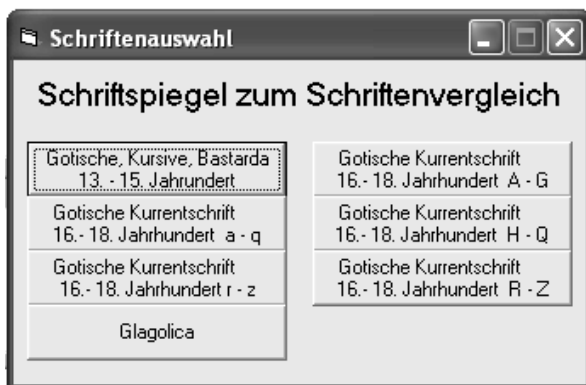 Schriftenauswahl
Schriftspiegel zum Schriftenvergleich
Gotische, Kursive, Bastarda
13. - 15. Jahrundert
Gotische Kurrentschrift
16.- 18. Jahrhundert a - q
Gotische Kurrentschrift
16.- 18. Jahrhundert r - z
Glagolica
Gotische Kurrentschrift
16.- 18. Jahrhundert A - G
Gotische Kurrentschrift
16.- 18. Jahrhundert H - Q
Gotische Kurrentschrift
16.- 18. Jahrhundert R - Z